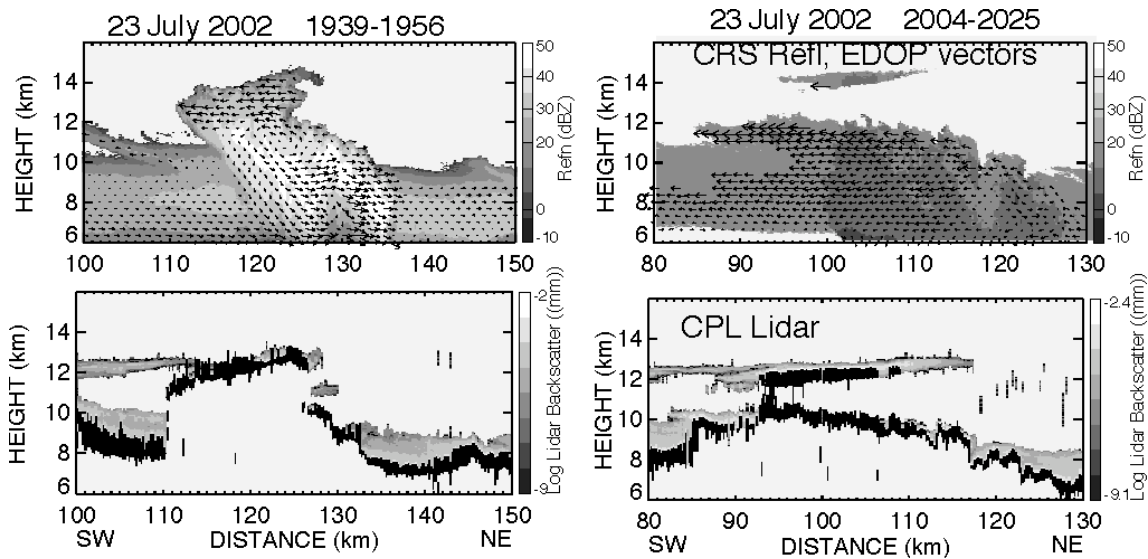 23 July 2002 1939-1956
23 July 2002 2004-2025
CRS Refl, EDOP vectors
HEIGHT (km)
14
12
10
8
6
100 110 120 130 140 150
50
40
30
20
0
-10
Refn (dBZ)
HEIGHT (km)
14
12
10
8
6
80 90 100 110 120 130
50
40
30
20
0
-10
Refn (dBZ)
HEIGHT (km)
14
12
10
8
6
100 110 120 130 140 150
SW DISTANCE (km) NE
-2
-9
Log Lidar Backscatter ((mm))
CPL Lidar
HEIGHT (km)
14
12
10
8
6
80 90 100 110 120 130
SW DISTANCE (km) NE
-2.4
-9.1
Log Lidar Backscatter ((mm))